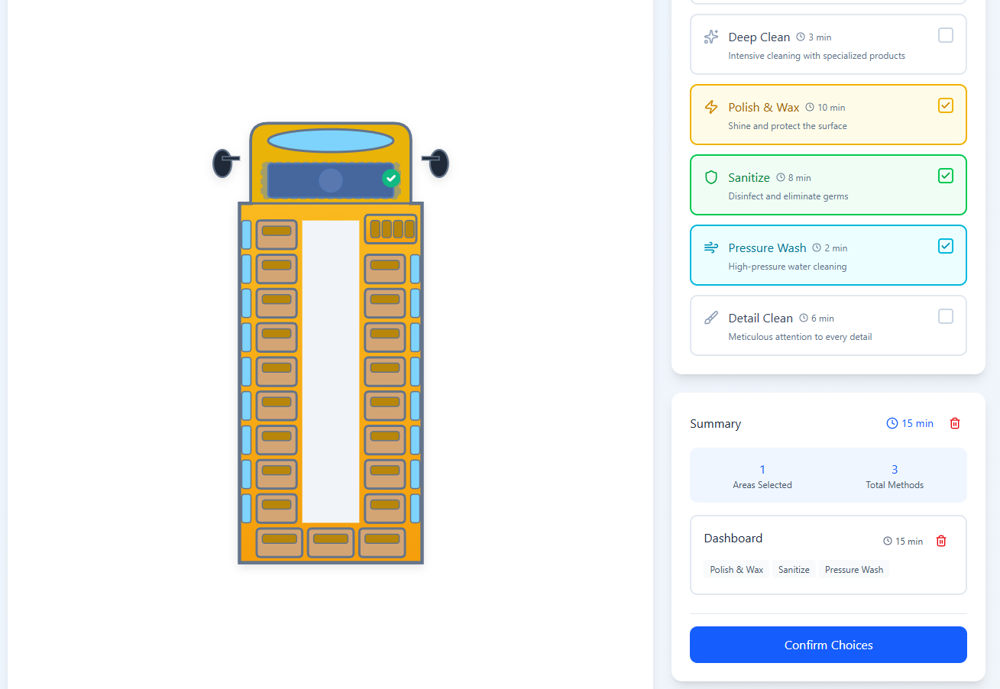 Deep Clean 3 min
Intensive cleaning with specialized products
Polish & Wax 10 min
Shine and protect the surface
Sanitize 8 min
Disinfect and eliminate germs
Pressure Wash 2 min
High-pressure water cleaning
Detail Clean 6 min
Meticulous attention to every detail
Summary 15 min
1 3
Areas Selected Total Methods
Dashboard 15 min
Polish & Wax Sanitize Pressure Wash
Confirm Choices